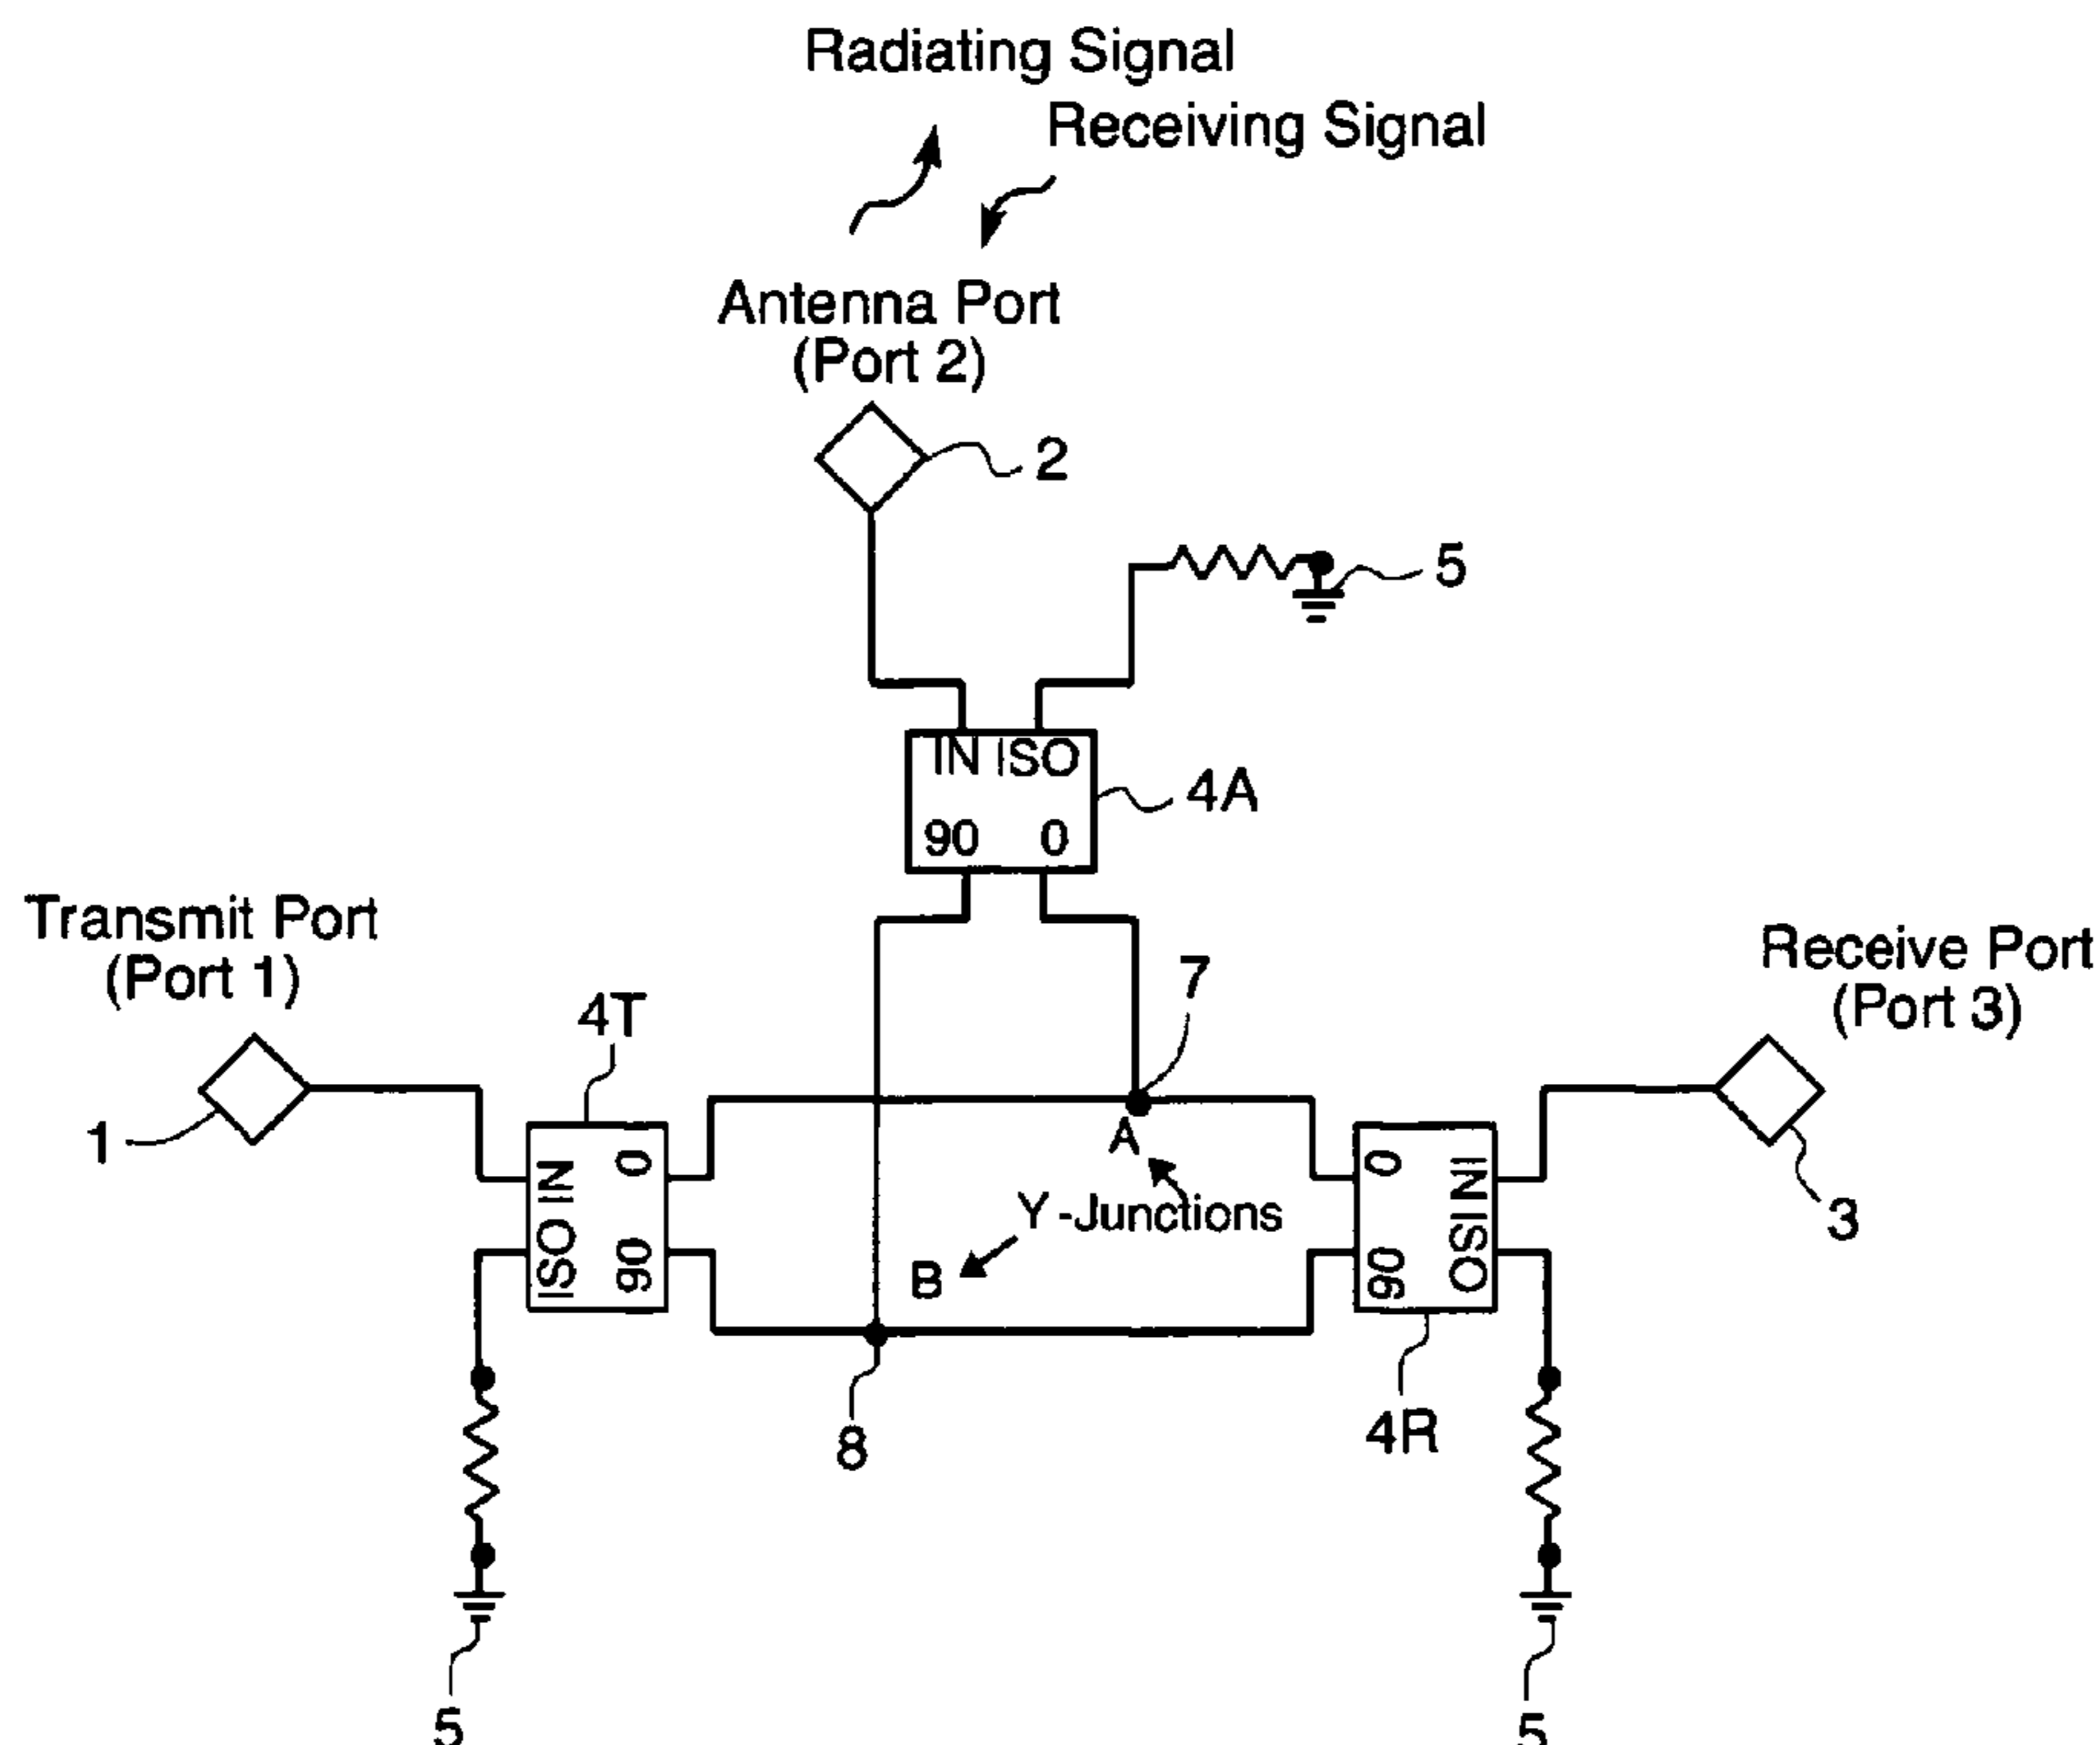 Radiating Signal
Receiving Signal
Antenna Port
(Port 2)
2
5
IN ISO
4A
90 0
Transmit Port
(Port 1)
Receive Port
(Port 3)
7
4T
1
A
IN 0
ISO 90
0 IN
90 ISO
Y-Junctions
B
3
8
4R
5
5